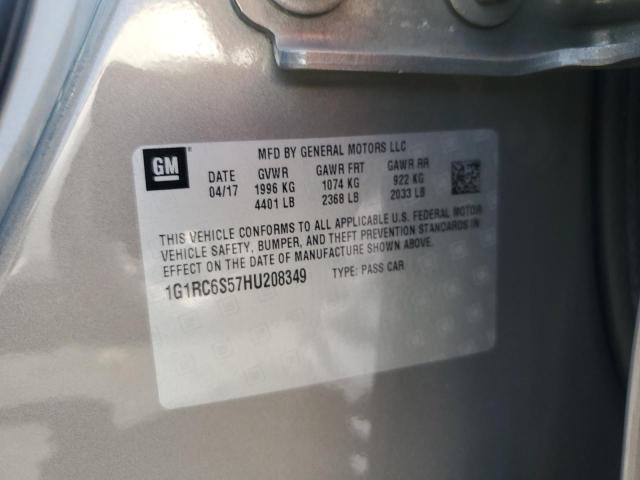 GM
MFD BY GENERAL MOTORS LLC
DATE GVWR GAWR FRT GAWR RR
04/17 1996 KG 1074 KG 922 KG
4401 LB 2368 LB 2033 LB
THIS VEHICLE CONFORMS TO ALL APPLICABLE U.S. FEDERAL MOTOR
VEHICLE SAFETY, BUMPER, AND THEFT PREVENTION STANDARDS IN
EFFECT ON THE DATE OF MANUFACTURE SHOWN ABOVE.
1G1RC6S57HU208349 TYPE: PASS CAR